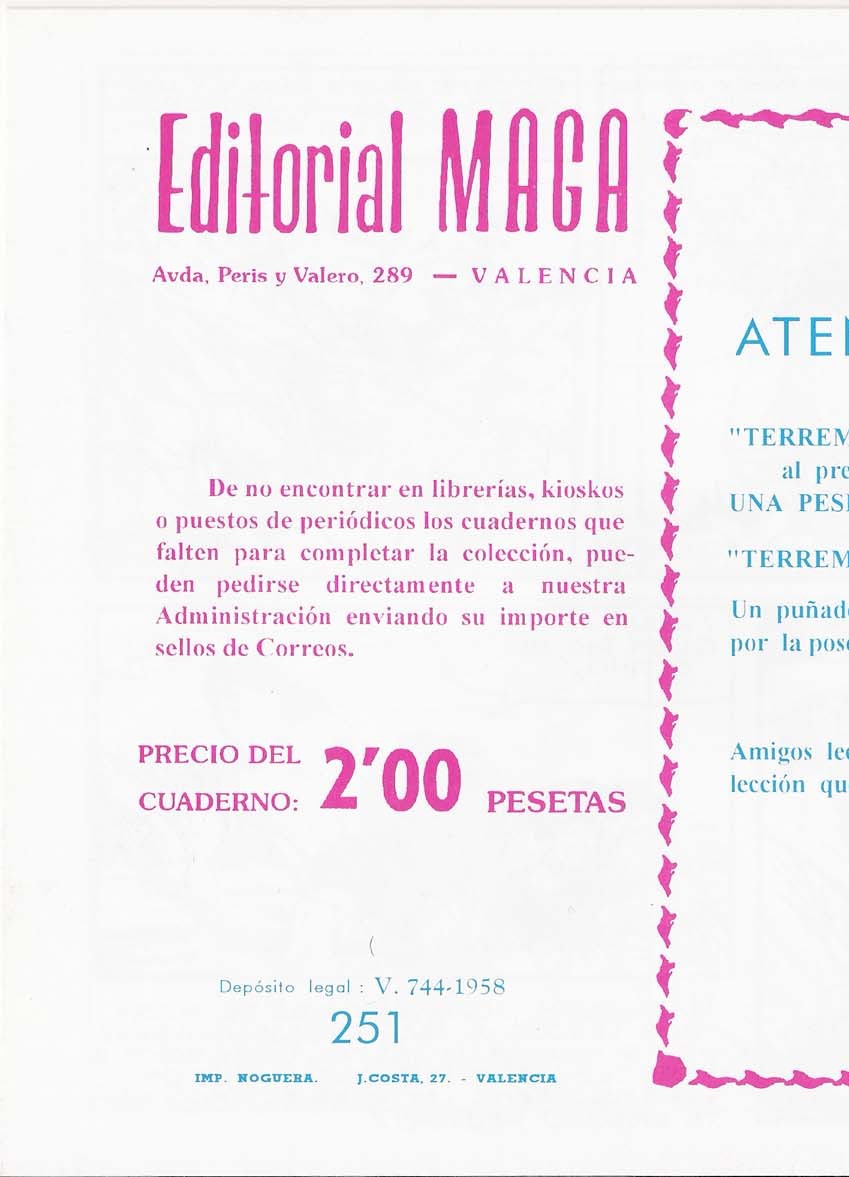 Editorial MAGA
Avda. Peris y Valero, 289 — VALENCIA
De no encontrar en librerías, kioskos
o puestos de periódicos los cuadernos que
falten para completar la colección, pue-
den pedirse directamente a nuestra
Administración enviando su importe en
sellos de Correos.
PRECIO DEL
CUADERNO: 2'00 PESETAS
Depósito legal : V. 744-1958
251
IMP. NOGUERA. J. COSTA, 27. - VALENCIA
"TERREM
al pre
UNA PES
"TERREM
Un puñad
por la pos
Amigos lec
lección qu